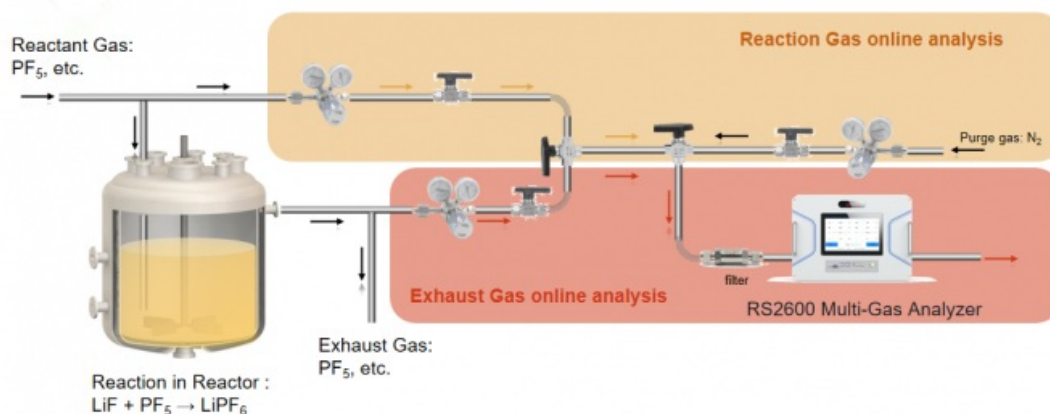 Reactant Gas:
PF₅, etc.
Reaction Gas online analysis
Purge gas: N₂
Exhaust Gas online analysis
filter
RS2600 Multi-Gas Analyzer
Exhaust Gas:
PF₅, etc.
Reaction in Reactor :
LiF + PF₅ → LiPF₆